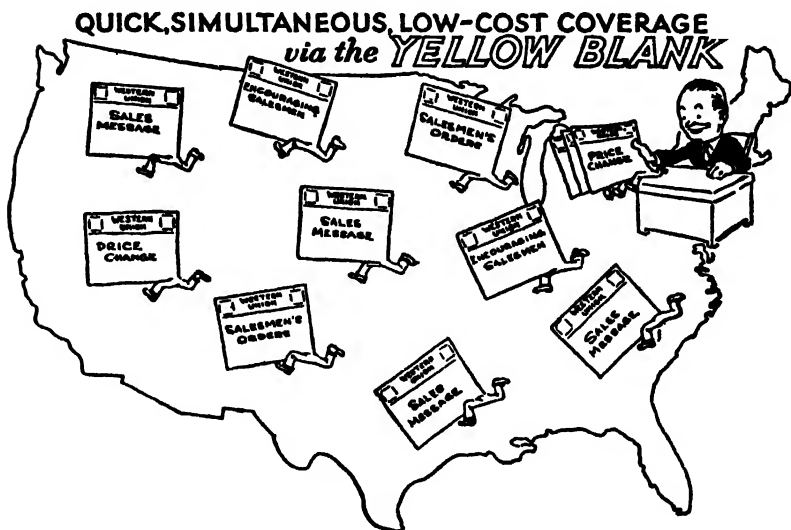 QUICK, SIMULTANEOUS, LOW-COST COVERAGE
via the YELLOW BLANK
WESTERN
UNION
SALES
MESSAGE
WESTERN
UNION
ENCOURAGING
SALESMEN
WESTERN
UNION
SALESMEN'S
ORDERS
UNION
PRICE
CHANGE
WESTERN
UNION
PRICE
CHANGE
WESTERN
UNION
SALES
MESSAGE
WESTERN
UNION
ENCOURAGING
SALESMEN
WESTERN
UNION
SALESMEN'S
ORDERS
WESTERN
UNION
SALES
MESSAGE
WESTERN
UNION
SALES
MESSAGE